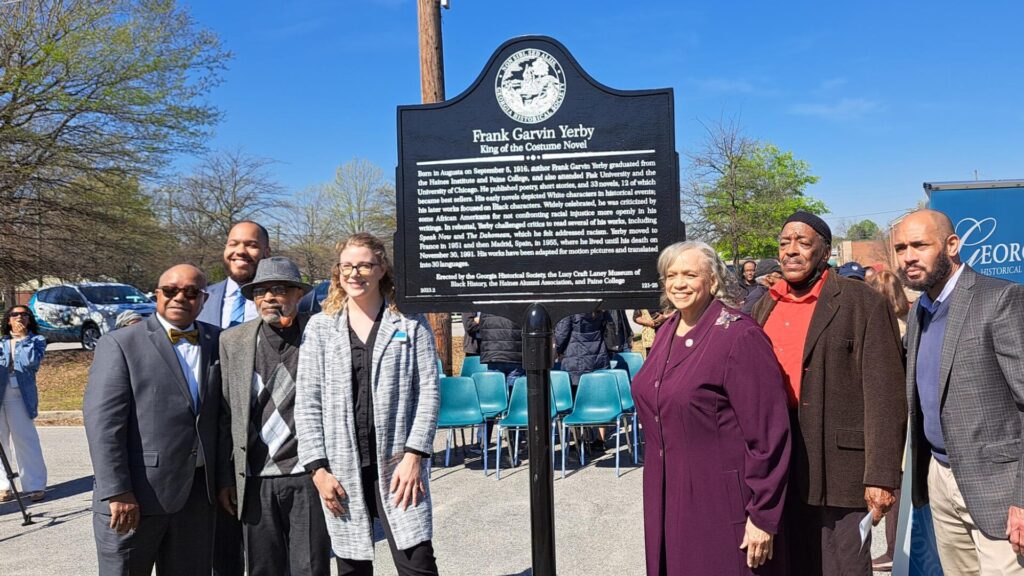 GEORGIA HISTORICAL SOCIETY
Frank Garvin Yerby
King of the Costume Novel
Born in Augusta on September 5, 1916, author Frank Garvin Yerby graduated from
the Haines Institute and Paine College, and also attended Fisk University and the
University of Chicago. He published poetry, short stories, and 33 novels, 12 of which
became best sellers. His early novels depicted White characters in historical events;
his later works focused on Black characters. Widely celebrated, he was criticized by
some African Americans for not confronting racial injustice more openly in his
writings. In rebuttal, Yerby challenged critics to reread of his works, including
Speak Now and The Dahomean, which he felt addressed racism. Yerby moved to
France in 1951 and then Madrid, Spain, in 1955, where he lived until his death on
November 29, 1991. His works have been adapted for motion pictures and translated
into 30 languages.
Erected by the Georgia Historical Society, the Lucy Craft Laney Museum of
Black History, the Haines Alumni Association, and Paine College
121-95
GEORG
HISTORICAL